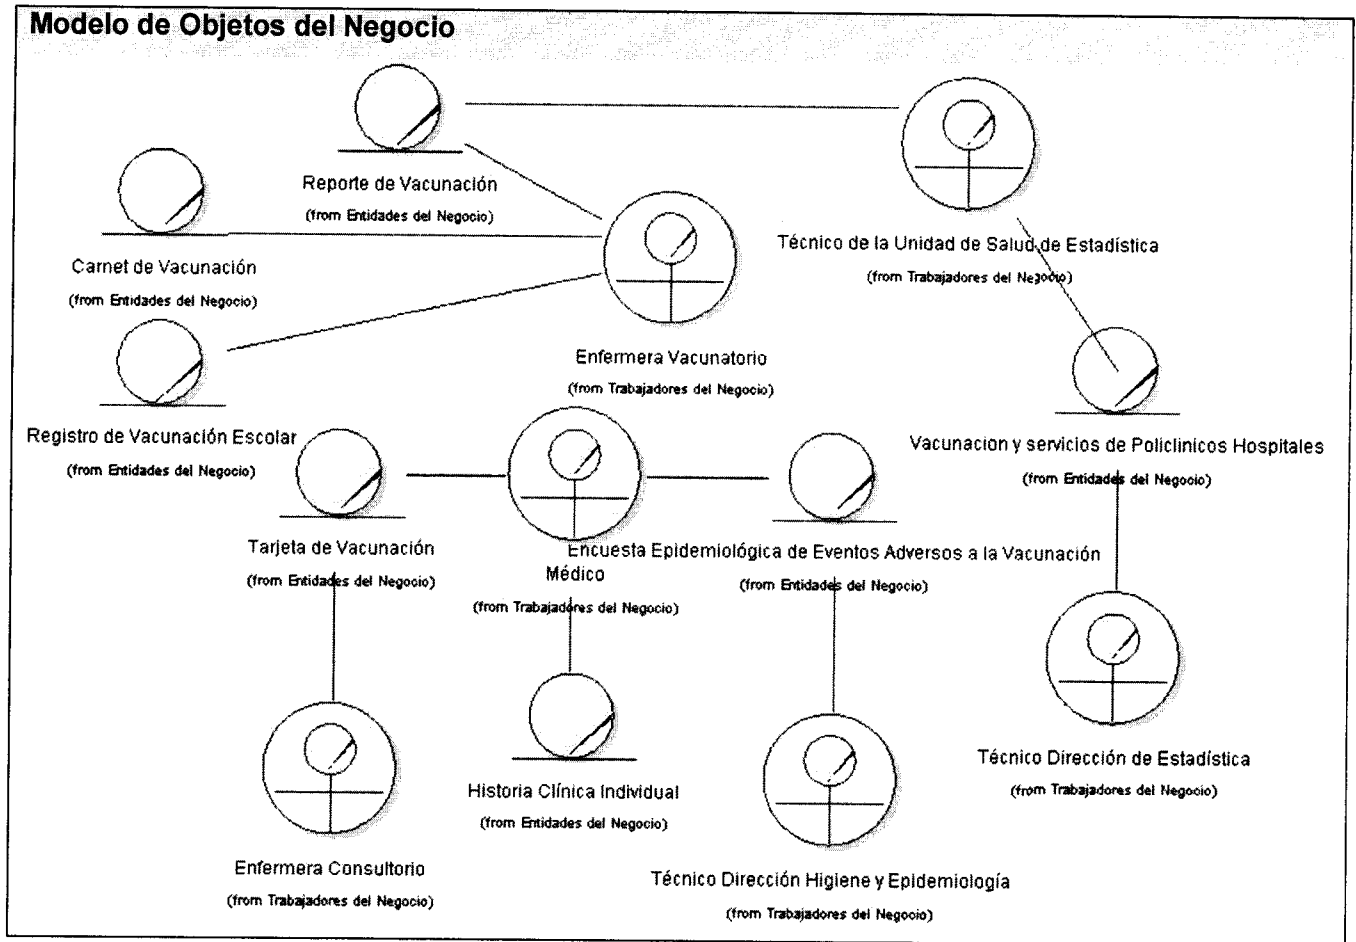 Modelo de Objetos del Negocio
Reporte de Vacunación
(from Entidades del Negocio)
Técnico de la Unidad de Salud de Estadística
(from Trabajadores del Negocio)
Carnet de Vacunación
(from Entidades del Negocio)
Enfermera Vacunatorio
(from Trabajadores del Negocio)
Registro de Vacunación Escolar
(from Entidades del Negocio)
Vacunacion y servicios de Policlinicos Hospitales
(from Entidades del Negocio)
Tarjeta de Vacunación
(from Entidades del Negocio)
Médico
(from Trabajadores del Negocio)
Encuesta Epidemiológica de Eventos Adversos a la Vacunación
(from Entidades del Negocio)
Técnico Dirección de Estadística
(from Trabajadores del Negocio)
Historia Clínica Individual
(from Entidades del Negocio)
Enfermera Consultorio
(from Trabajadores del Negocio)
Técnico Dirección Higiene y Epidemiología
(from Trabajadores del Negocio)